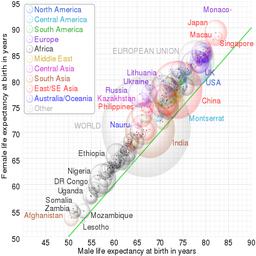 95
90
85
80
75
70
65
60
55
50
Female life expectancy at birth in years
North America
Central America
South America
Europe
Africa
Middle East
Central Asia
South Asia
East/SE Asia
Australia/Oceania
Other
Monaco
Japan
Macau
Singapore
EUROPEAN UNION
Lithuania
Ukraine
UK
USA
Russia
Kazakhstan
Philippines
China
Montserrat
WORLD
Nauru
India
Ethiopia
Nigeria
DR Congo
Uganda
Somalia
Zambia
Afghanistan
Mozambique
Lesotho
45 50 55 60 65 70 75 80 85 90
Male life expectancy at birth in years